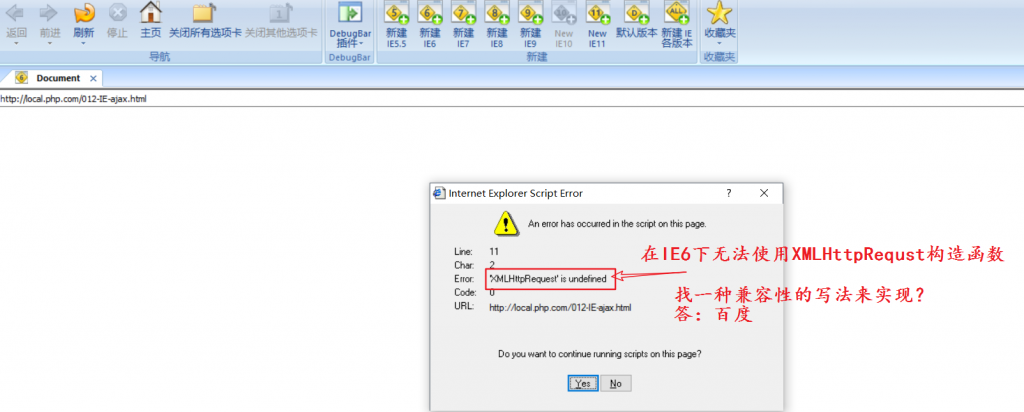 返回
前进
刷新
停止
主页
关闭所有选项卡
关闭其他选项卡
导航
DebugBar
插件
DebugBar
新建
IE5.5
新建
IE6
新建
IE7
新建
IE8
新建
IE9
New
IE10
New
IE11
默认版本
新建 IE
各版本
新建
收藏夹
收藏夹
Document
http://local.php.com/012-IE-ajax.html
Internet Explorer Script Error
An error has occurred in the script on this page.
Line: 11
Char: 2
Error: 'XMLHttpRequest' is undefined
Code: 0
URL: http://local.php.com/012-IE-ajax.html
Do you want to continue running scripts on this page?
Yes
No
在IE6下无法使用XMLHttpRequst构造函数
找一种兼容性的写法来实现？
答：百度